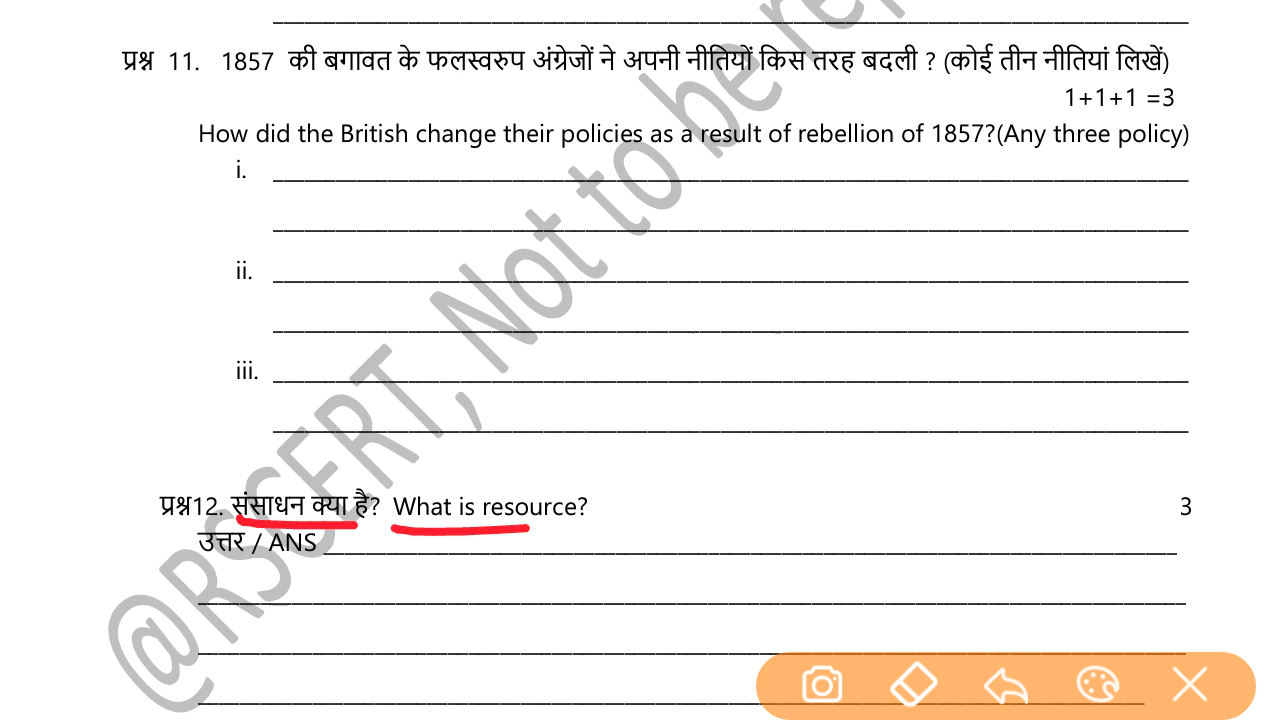 प्रश्न 11. 1857 की बगावत के फलस्वरुप अंग्रेजों ने अपनी नीतियों किस तरह बदली ? (कोई तीन नीतियां लिखें)
1+1+1 =3
How did the British change their policies as a result of rebellion of 1857?(Any three policy)
i.
ii.
iii.
प्रश्न12. संसाधन क्या है? What is resource? 3
उत्तर / ANS
@RSCERT, Not to be